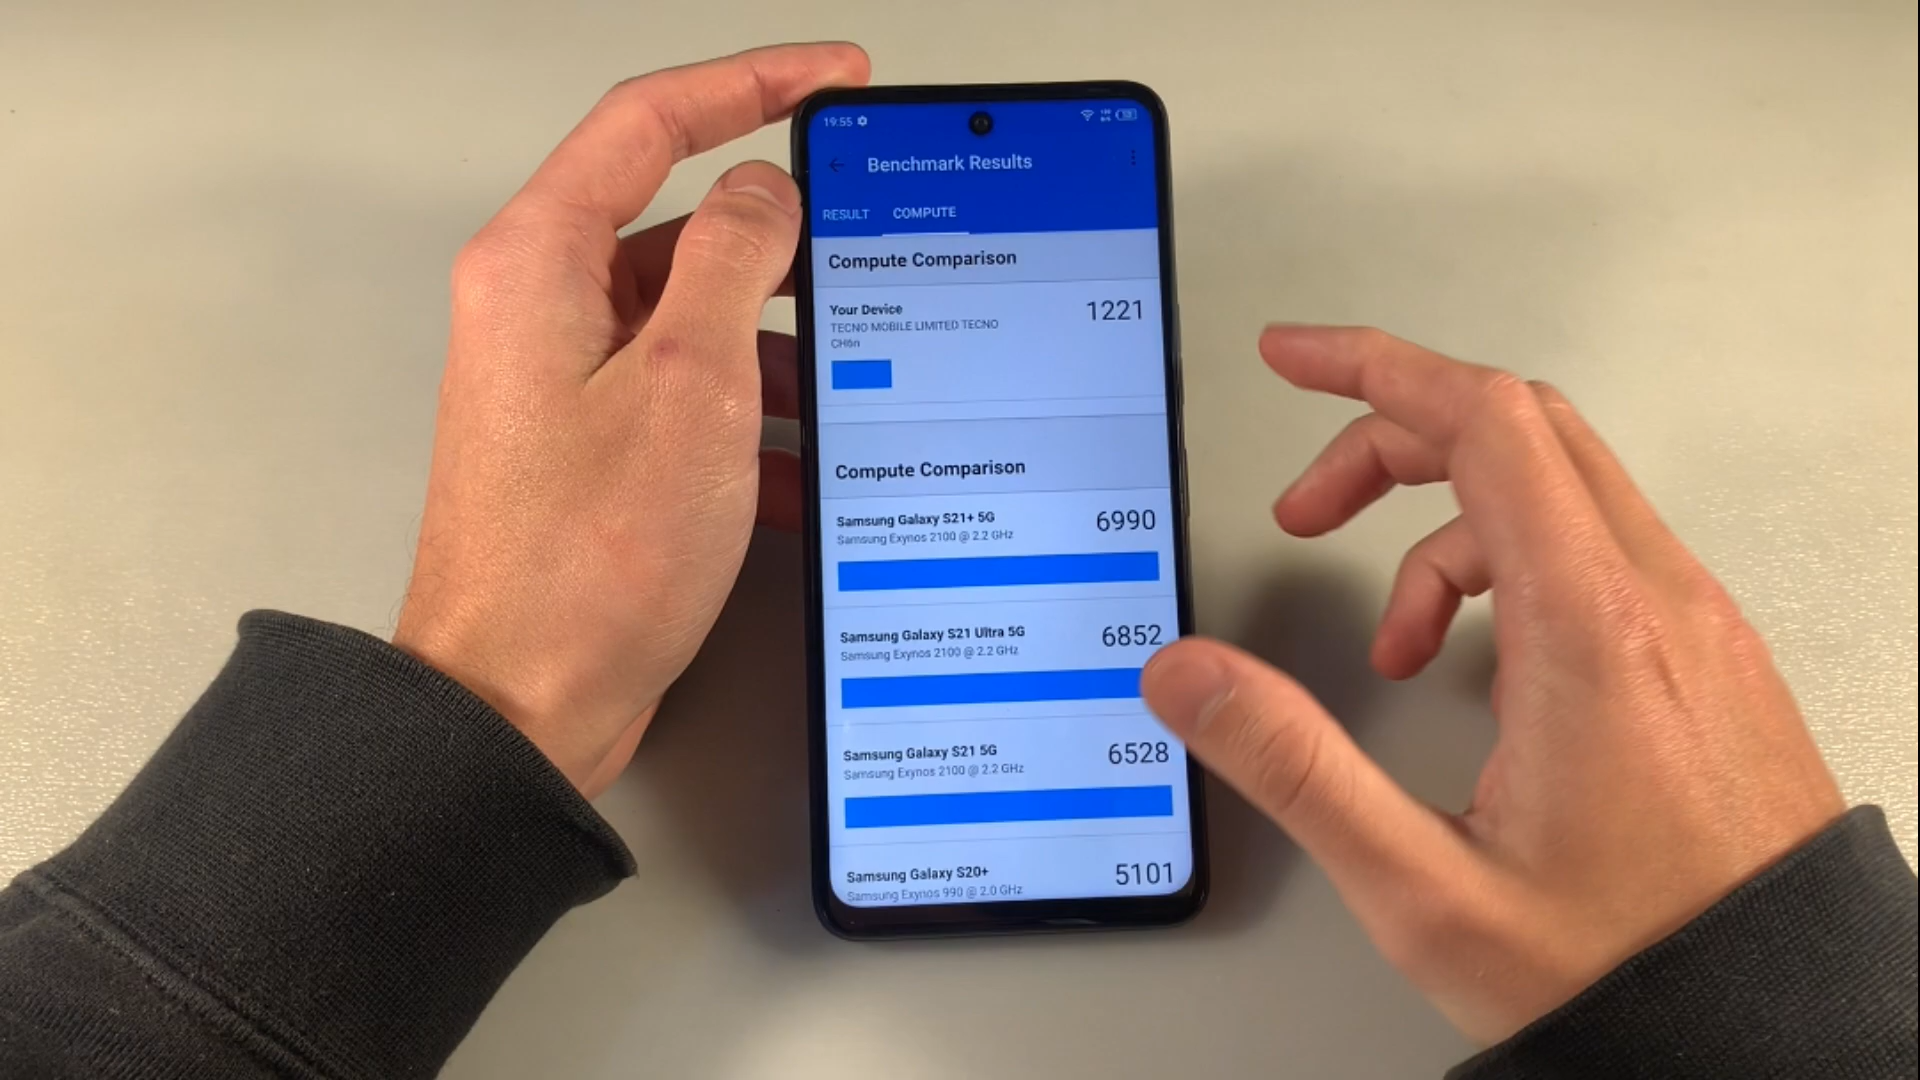 19:55
Benchmark Results
RESULT COMPUTE
Compute Comparison
Your Device
1221
TECNO MOBILE LIMITED TECNO
CH6n
Compute Comparison
Samsung Galaxy S21+ 5G
6990
Samsung Exynos 2100 @ 2.2 GHz
Samsung Galaxy S21 Ultra 5G
6852
Samsung Exynos 2100 @ 2.2 GHz
Samsung Galaxy S21 5G
6528
Samsung Exynos 2100 @ 2.2 GHz
Samsung Galaxy S20+
5101
Samsung Exynos 990 @ 2.0 GHz